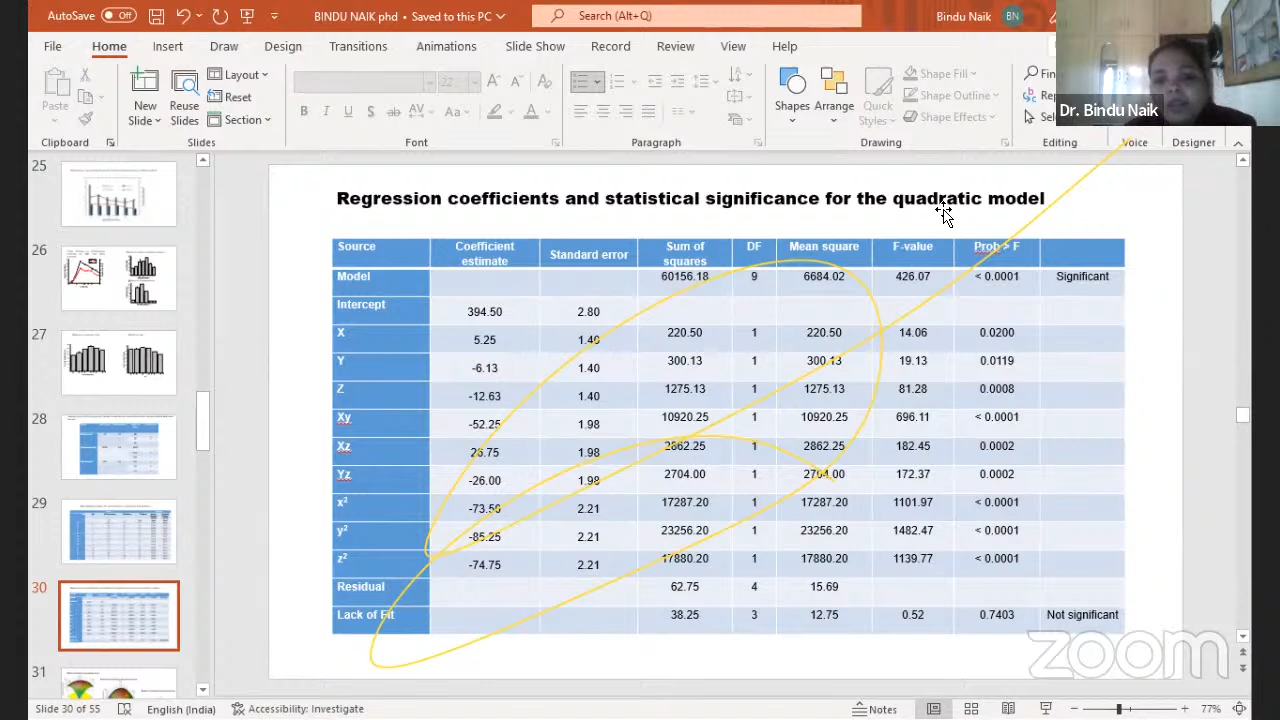 AutoSave Off BINDU NAIK phd • Saved to this PC Search (Alt+Q) Bindu Naik BN
File Home Insert Draw Design Transitions Animations Slide Show Record Review View Help
Paste New Slide Reuse Slides Layout Reset Section Shapes Arrange Quick Styles Shape Fill Shape Outline Shape Effects
Dr. Bindu Naik
Clipboard Slides Font Paragraph Drawing Editing Voice Designer
25
26
27
28
29
30
31
Regression coefficients and statistical significance for the quadratic model
Source Coefficient estimate Standard error Sum of squares DF Mean square F-value Prob > F
Model 60156.18 9 6684.02 426.07 < 0.0001 Significant
Intercept 394.50 2.80
X 5.25 1.40 220.50 1 220.50 14.06 0.0200
Y -6.13 1.40 300.13 1 300.13 19.13 0.0119
Z -12.63 1.40 1275.13 1 1275.13 81.28 0.0008
Xy -52.25 1.98 10920.25 1 10920.25 696.11 < 0.0001
Xz 26.75 1.98 2862.25 1 2862.25 182.45 0.0002
Yz -26.00 1.98 2704.00 1 2704.00 172.37 0.0002
x² -73.50 2.21 17287.20 1 17287.20 1101.97 < 0.0001
y² -85.25 2.21 23256.20 1 23256.20 1482.47 < 0.0001
z² -74.75 2.21 17880.20 1 17880.20 1139.77 < 0.0001
Residual 62.75 4 15.69
Lack of Fit 38.25 3 12.75 0.52 0.7403 Not significant
zoom
Slide 30 of 55 English (India) Accessibility: Investigate Notes 77%